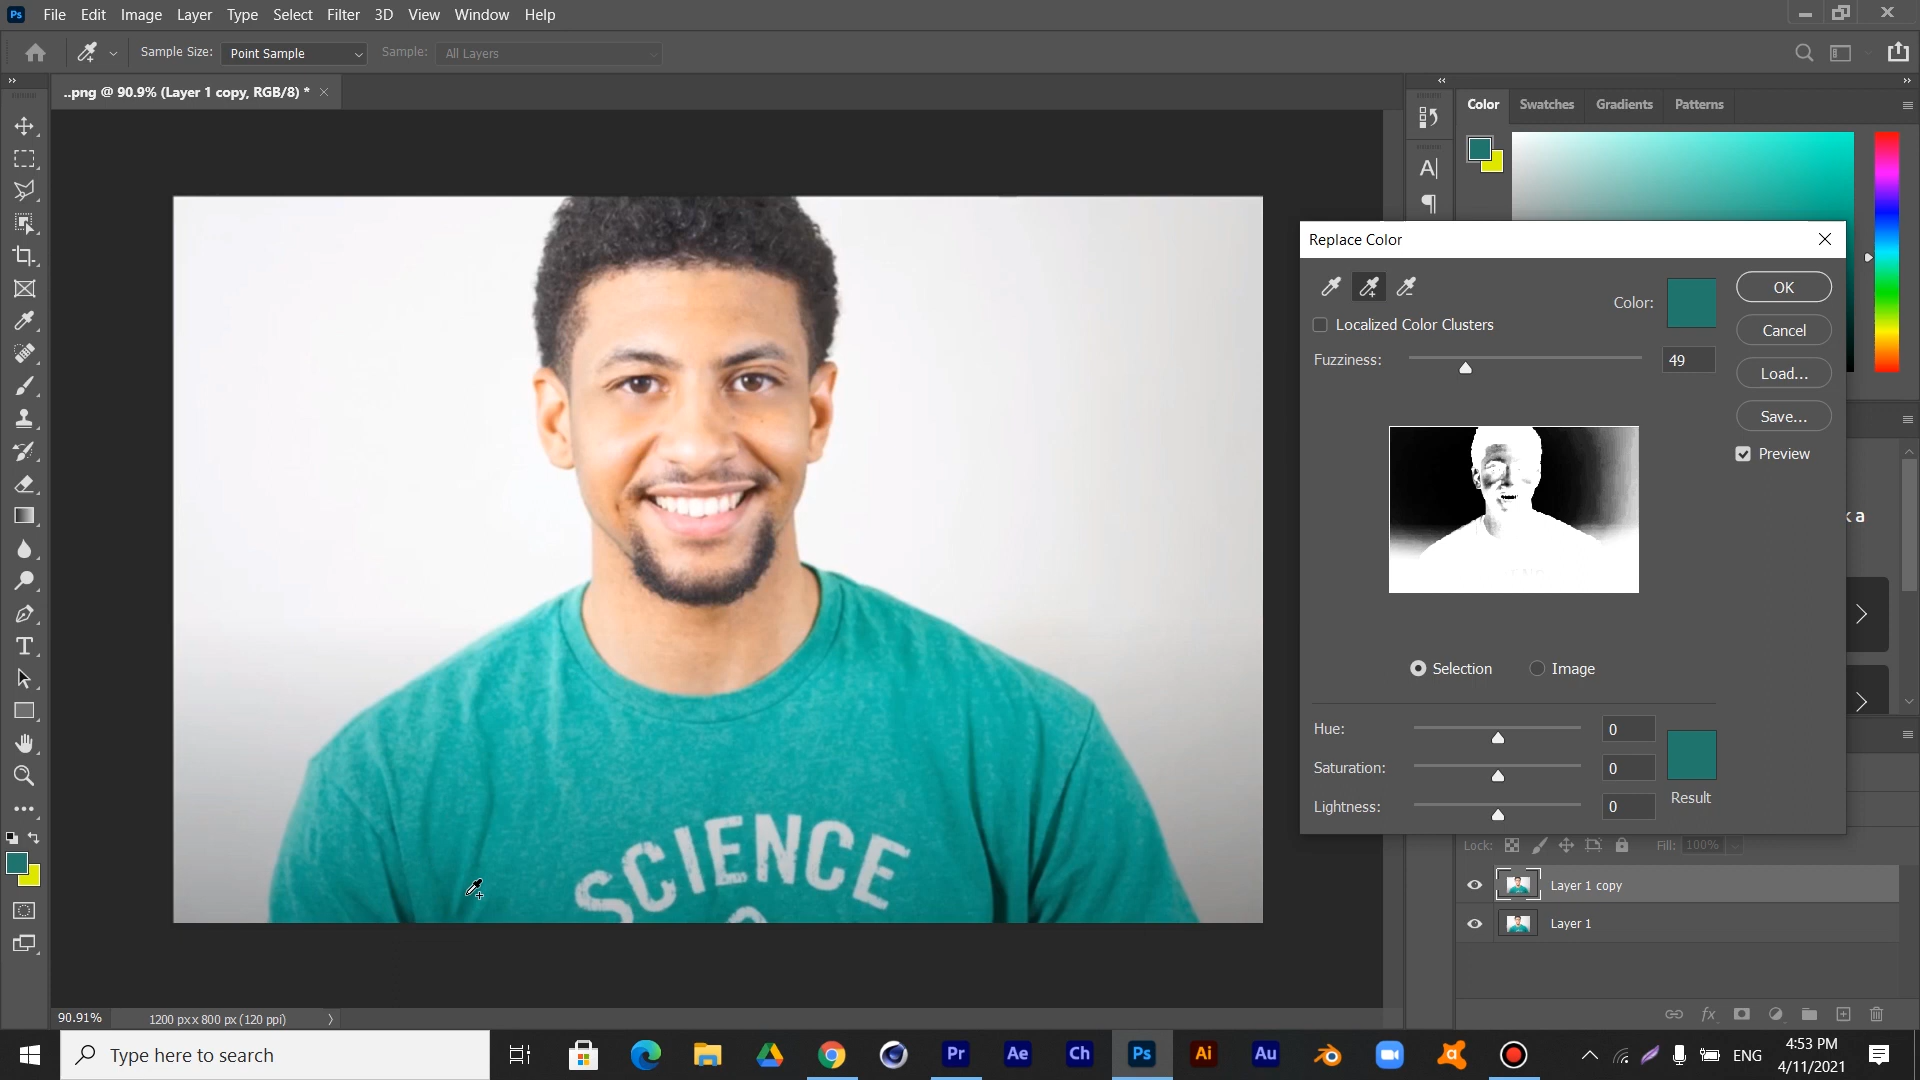 Ps File Edit Image Layer Type Select Filter 3D View Window Help
Sample Size: Point Sample Sample: All Layers
..png @ 90.9% (Layer 1 copy, RGB/8) *
Color Swatches Gradients Patterns
A
Replace Color
Color: OK
Localized Color Clusters
Cancel
Fuzziness: 49
Load...
Save...
Preview
k a
Selection Image
Hue: 0
Saturation: 0
Result
Lightness: 0
SCIENCE
Lock: Fill: 100%
Layer 1 copy
Layer 1
fx
T
90.91% 1200 px x 800 px (120 ppi)
Type here to search
Pr Ae Ch Ps Ai Au
ENG
4:53 PM
4/11/2021